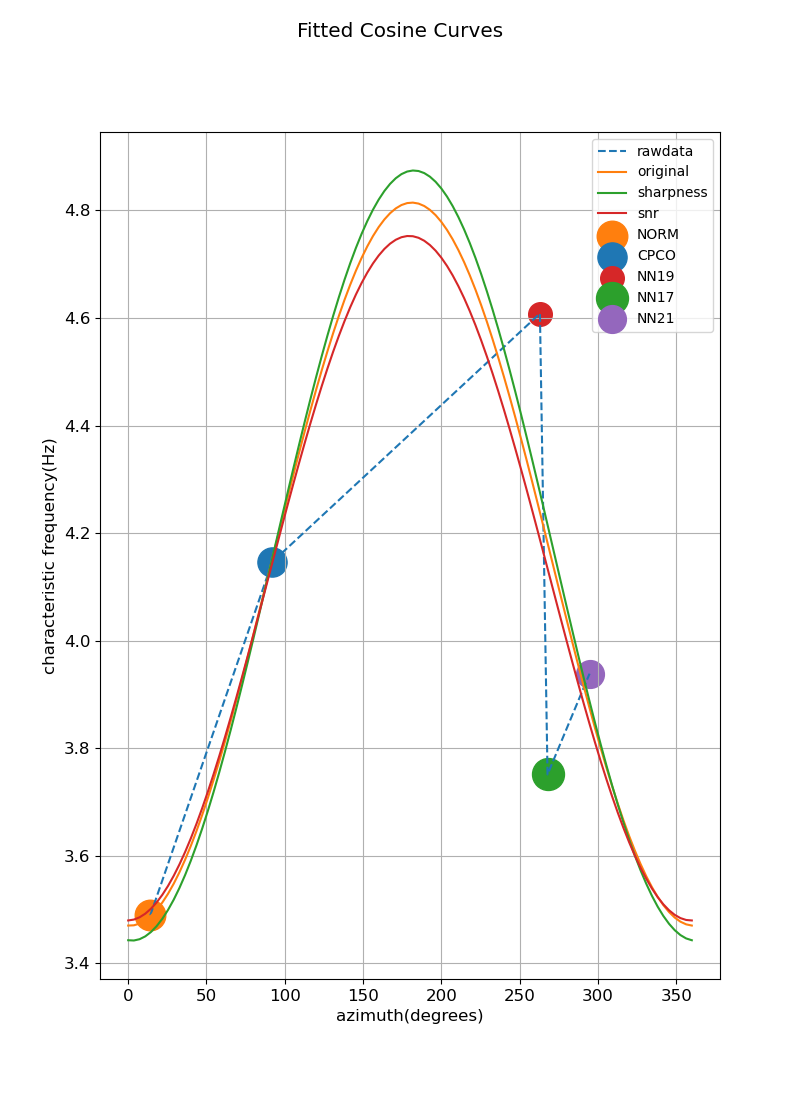 Fitted Cosine Curves
rawdata
original
sharpness
snr
NORM
CPCO
NN19
NN17
NN21
characteristic frequency(Hz)
4.8
4.6
4.4
4.2
4.0
3.8
3.6
3.4
0 50 100 150 200 250 300 350
azimuth(degrees)